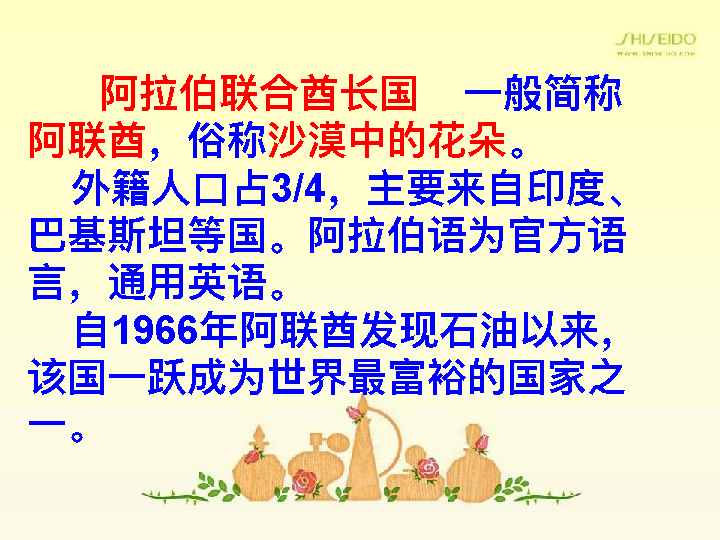 SHISEIDO
WWW.SHISEIDO.COM
阿拉伯联合酋长国 一般简称
阿联酋，俗称沙漠中的花朵。
外籍人口占3/4，主要来自印度、
巴基斯坦等国。阿拉伯语为官方语
言，通用英语。
自1966年阿联酋发现石油以来，
该国一跃成为世界最富裕的国家之
一。